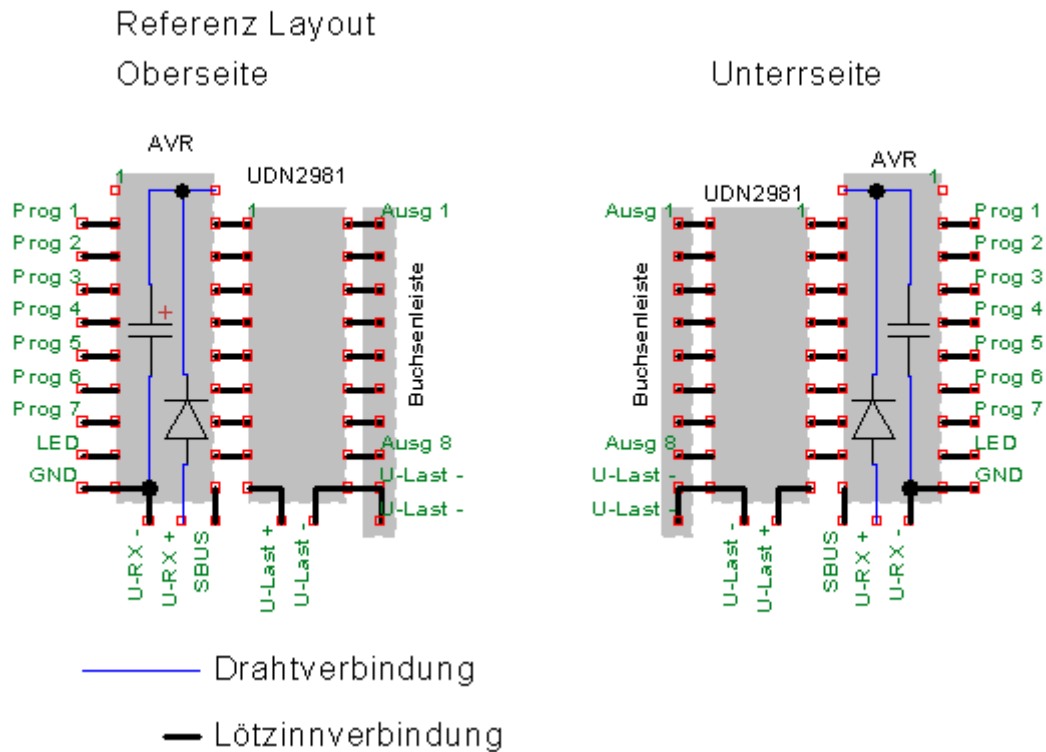 Referenz Layout
Oberseite
Unterrseite
AVR
1
UDN2981
1
Prog 1
Prog 2
Prog 3
Prog 4
Prog 5
Prog 6
Prog 7
LED
GND
+
Ausg 1
Buchsenleiste
Ausg 8
U-Last -
U-Last -
U-RX -
U-RX +
SBUS
U-Last +
U-Last -
AVR
1
UDN2981
1
Ausg 1
Buchsenleiste
Ausg 8
U-Last -
U-Last -
Prog 1
Prog 2
Prog 3
Prog 4
Prog 5
Prog 6
Prog 7
LED
GND
U-Last -
U-Last +
SBUS
U-RX +
U-RX -
Drahtverbindung
Lötzinnverbindung